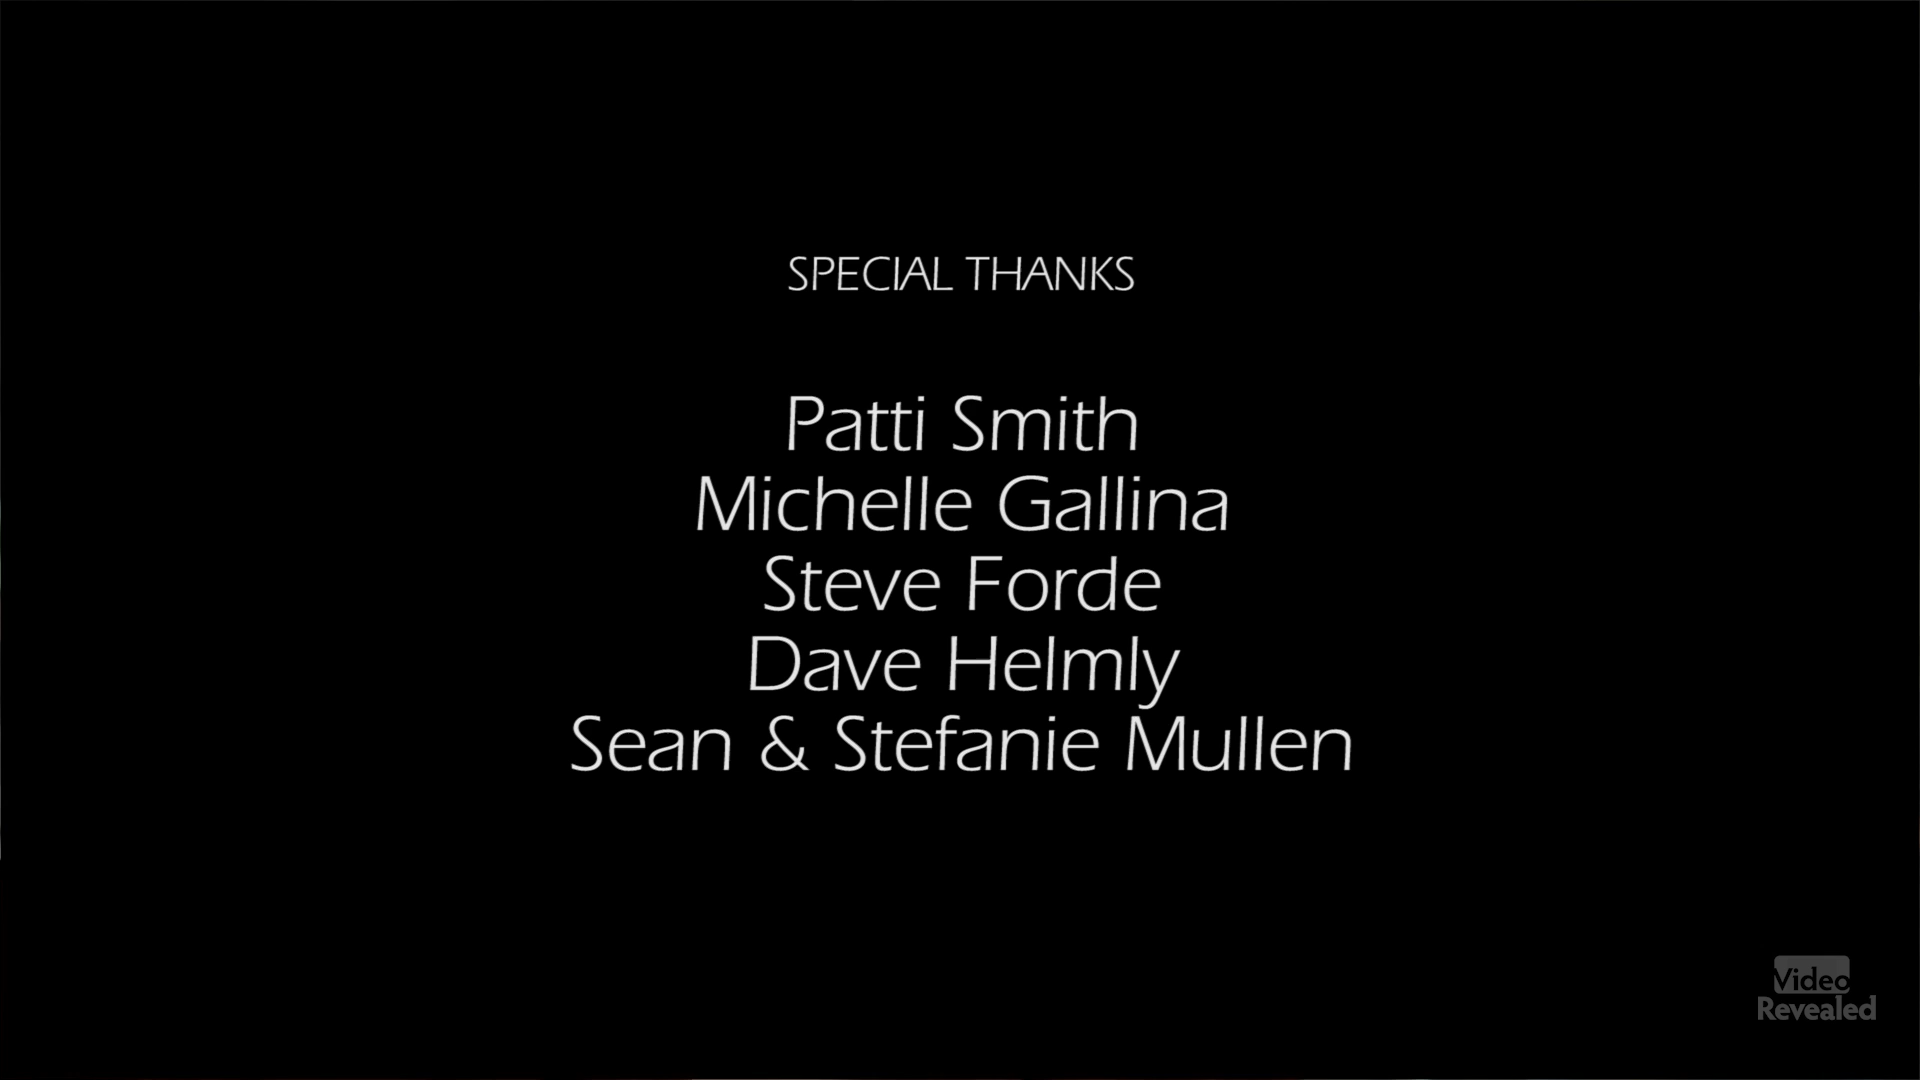 SPECIAL THANKS
Patti Smith
Michelle Gallina
Steve Forde
Dave Helmly
Sean & Stefanie Mullen
Video
Revealed